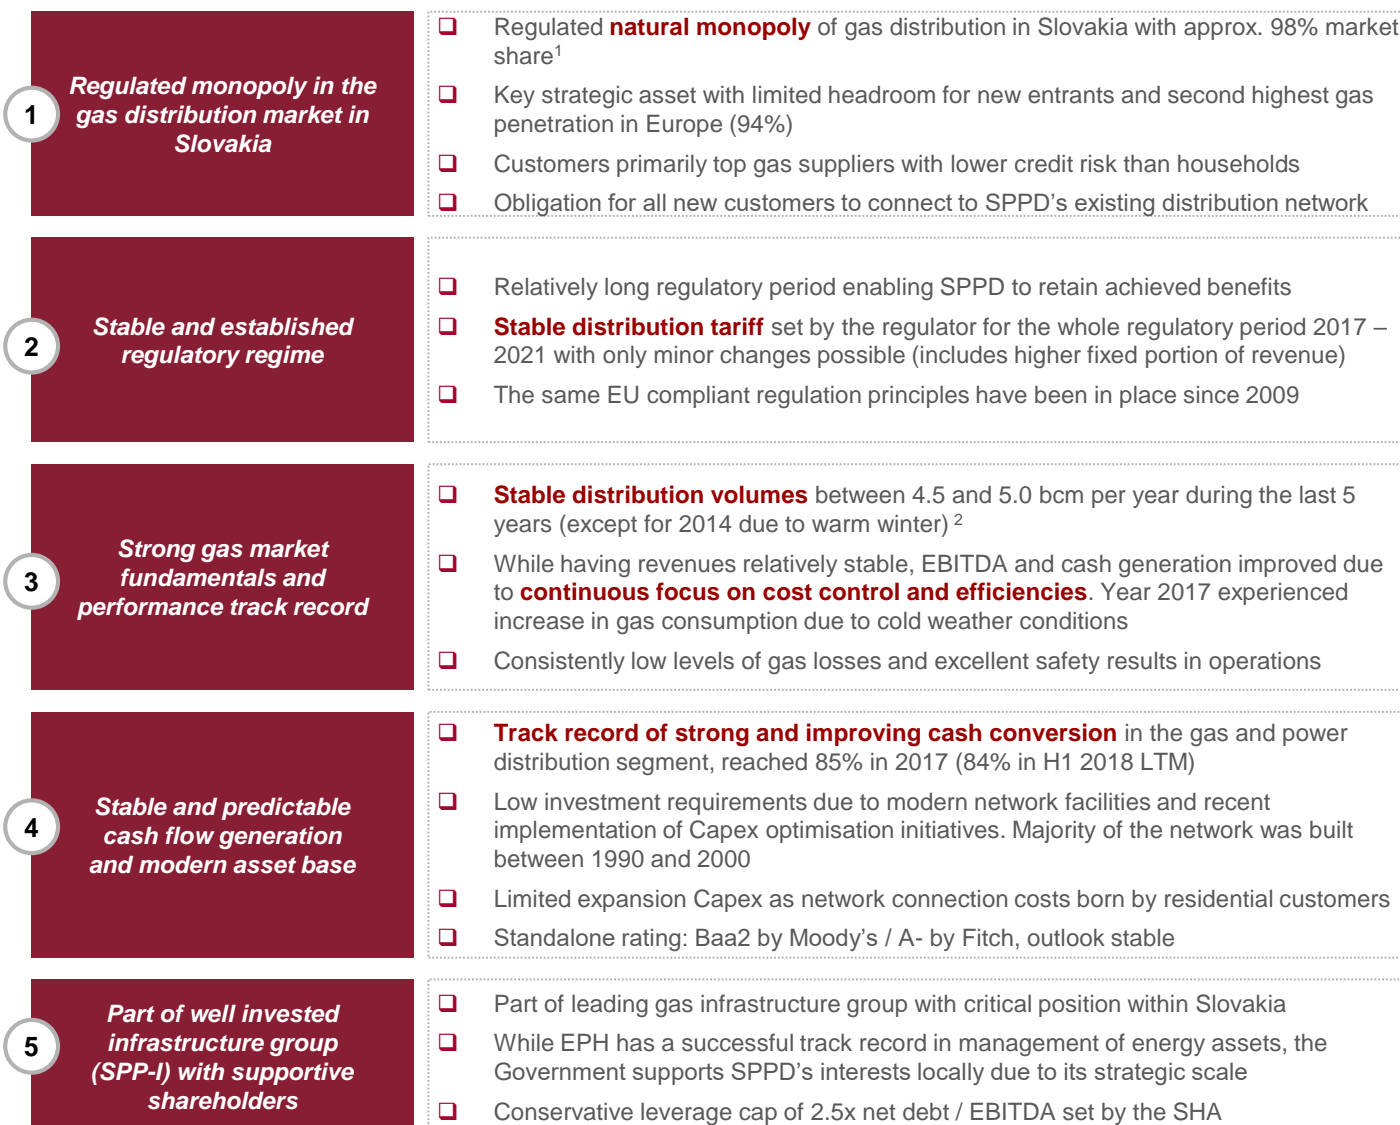 1
Regulated monopoly in the
gas distribution market in
Slovakia
❑ Regulated natural monopoly of gas distribution in Slovakia with approx. 98% market
share¹
❑ Key strategic asset with limited headroom for new entrants and second highest gas
penetration in Europe (94%)
❑ Customers primarily top gas suppliers with lower credit risk than households
❑ Obligation for all new customers to connect to SPPD’s existing distribution network
2
Stable and established
regulatory regime
❑ Relatively long regulatory period enabling SPPD to retain achieved benefits
❑ Stable distribution tariff set by the regulator for the whole regulatory period 2017 –
2021 with only minor changes possible (includes higher fixed portion of revenue)
❑ The same EU compliant regulation principles have been in place since 2009
3
Strong gas market
fundamentals and
performance track record
❑ Stable distribution volumes between 4.5 and 5.0 bcm per year during the last 5
years (except for 2014 due to warm winter) ²
❑ While having revenues relatively stable, EBITDA and cash generation improved due
to continuous focus on cost control and efficiencies. Year 2017 experienced
increase in gas consumption due to cold weather conditions
❑ Consistently low levels of gas losses and excellent safety results in operations
4
Stable and predictable
cash flow generation
and modern asset base
❑ Track record of strong and improving cash conversion in the gas and power
distribution segment, reached 85% in 2017 (84% in H1 2018 LTM)
❑ Low investment requirements due to modern network facilities and recent
implementation of Capex optimisation initiatives. Majority of the network was built
between 1990 and 2000
❑ Limited expansion Capex as network connection costs born by residential customers
❑ Standalone rating: Baa2 by Moody’s / A- by Fitch, outlook stable
5
Part of well invested
infrastructure group
(SPP-I) with supportive
shareholders
❑ Part of leading gas infrastructure group with critical position within Slovakia
❑ While EPH has a successful track record in management of energy assets, the
Government supports SPPD’s interests locally due to its strategic scale
❑ Conservative leverage cap of 2.5x net debt / EBITDA set by the SHA